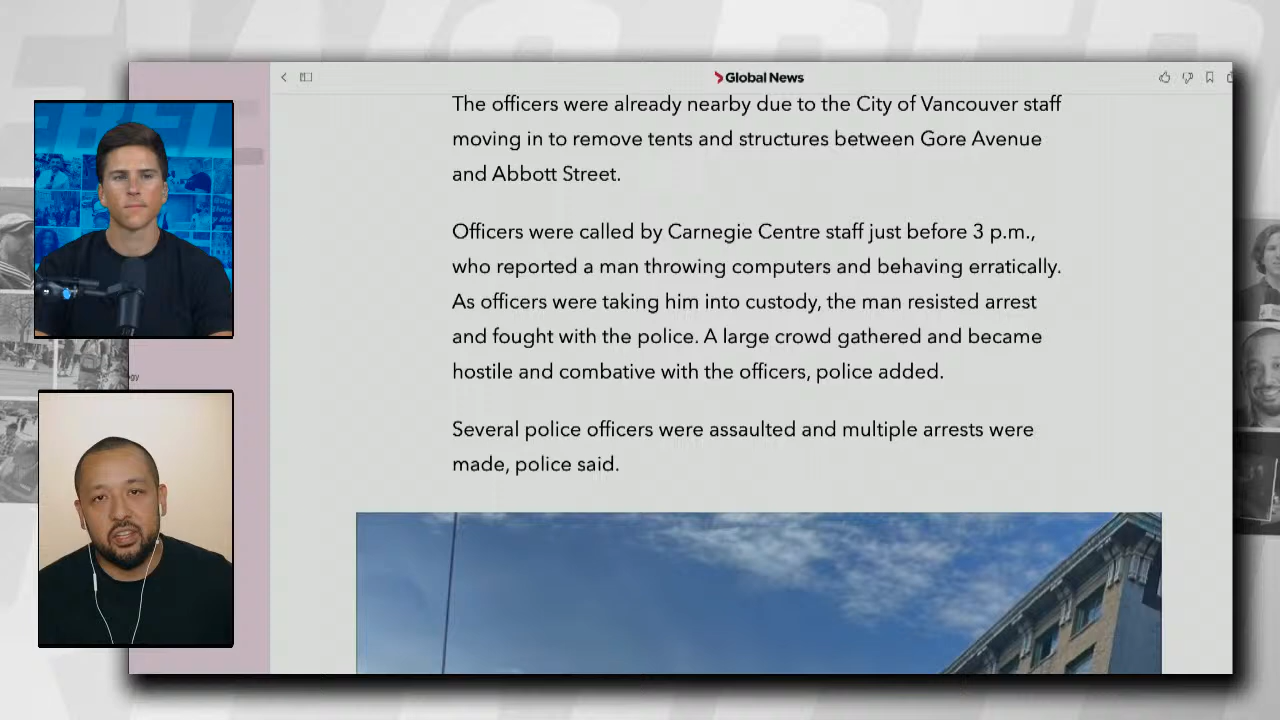 Global News
The officers were already nearby due to the City of Vancouver staff
moving in to remove tents and structures between Gore Avenue
and Abbott Street.
Officers were called by Carnegie Centre staff just before 3 p.m.,
who reported a man throwing computers and behaving erratically.
As officers were taking him into custody, the man resisted arrest
and fought with the police. A large crowd gathered and became
hostile and combative with the officers, police added.
Several police officers were assaulted and multiple arrests were
made, police said.